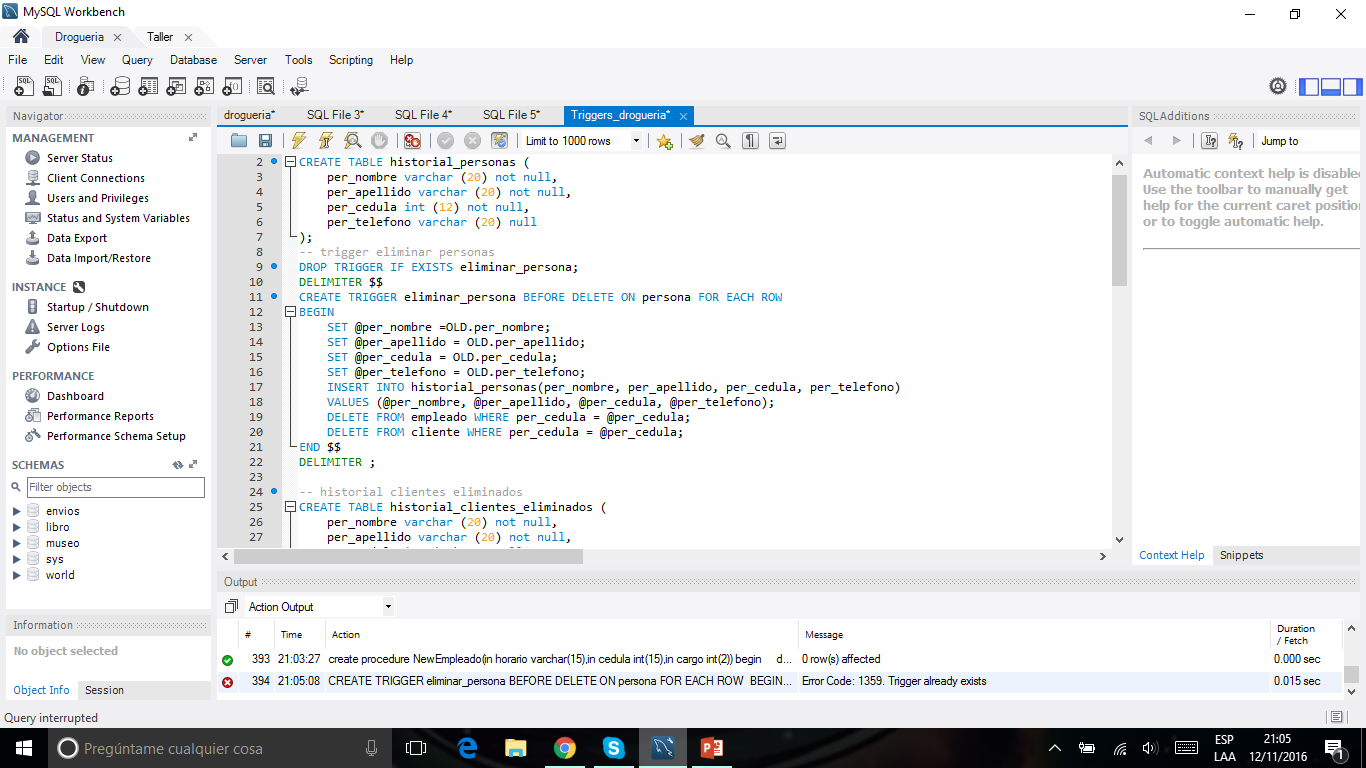 MySQL Workbench
Drogueria
Taller
File Edit View Query Database Server Tools Scripting Help
Navigator
MANAGEMENT
Server Status
Client Connections
Users and Privileges
Status and System Variables
Data Export
Data Import/Restore
INSTANCE
Startup / Shutdown
Server Logs
Options File
PERFORMANCE
Dashboard
Performance Reports
Performance Schema Setup
SCHEMAS
Filter objects
envios
libro
museo
sys
world
Information
No object selected
Object Info Session
Query interrupted
drogueria* SQL File 3* SQL File 4* SQL File 5* Triggers_drogueria*
Limit to 1000 rows
2 CREATE TABLE historial_personas (
3 per_nombre varchar (20) not null,
4 per_apellido varchar (20) not null,
5 per_cedula int (12) not null,
6 per_telefono varchar (20) null
7 );
8 -- trigger eliminar personas
9 DROP TRIGGER IF EXISTS eliminar_persona;
10 DELIMITER $$
11 CREATE TRIGGER eliminar_persona BEFORE DELETE ON persona FOR EACH ROW
12 BEGIN
13 SET @per_nombre =OLD.per_nombre;
14 SET @per_apellido = OLD.per_apellido;
15 SET @per_cedula = OLD.per_cedula;
16 SET @per_telefono = OLD.per_telefono;
17 INSERT INTO historial_personas(per_nombre, per_apellido, per_cedula, per_telefono)
18 VALUES (@per_nombre, @per_apellido, @per_cedula, @per_telefono);
19 DELETE FROM empleado WHERE per_cedula = @per_cedula;
20 DELETE FROM cliente WHERE per_cedula = @per_cedula;
21 END $$
22 DELIMITER ;
23
24 -- historial clientes eliminados
25 CREATE TABLE historial_clientes_eliminados (
26 per_nombre varchar (20) not null,
27 per_apellido varchar (20) not null,
SQLAdditions
Jump to
Automatic context help is disable
Use the toolbar to manually get
help for the current caret position
or to toggle automatic help.
Context Help Snippets
Output
Action Output
# Time Action Message Duration / Fetch
393 21:03:27 create procedure NewEmpleado(in horario varchar(15),in cedula int(15),in cargo int(2)) begin d... 0 row(s) affected 0.000 sec
394 21:05:08 CREATE TRIGGER eliminar_persona BEFORE DELETE ON persona FOR EACH ROW BEGIN... Error Code: 1359. Trigger already exists 0.015 sec
Pregúntame cualquier cosa
ESP
LAA
21:05
12/11/2016
1